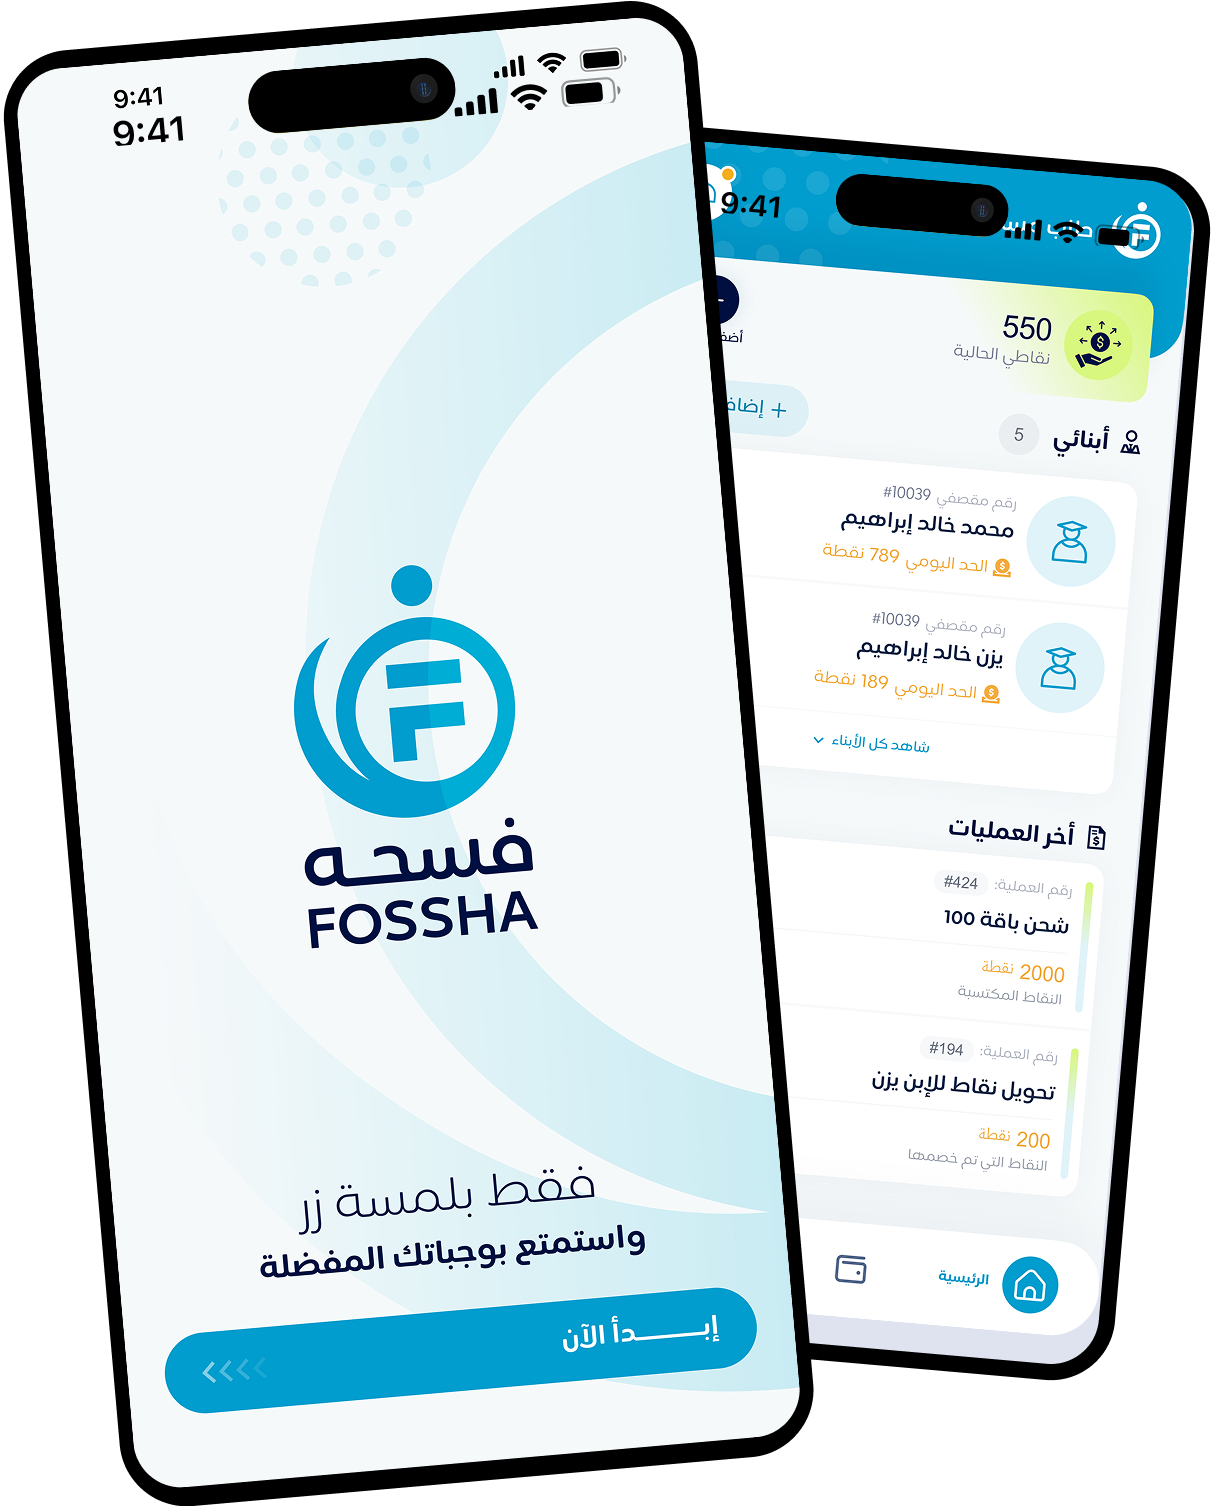 9:41
9:41
فسحه
FOSSHA
فقط بلمسة زر
واستمتع بوجباتك المفضلة
إبـــــــدأ الآن
9:41
550
نقاطي الحالية
أبنائي
5
رقم مقصفي #10039
محمد خالد إبراهيم
الحد اليومي 789 نقطة
رقم مقصفي #10039
يزن خالد إبراهيم
الحد اليومي 189 نقطة
شاهد كل الأبناء
أخر العمليات
رقم العملية: #424
شحن باقة 100
2000 نقطة
النقاط المكتسبة
رقم العملية: #194
تحويل نقاط للإبن يزن
200 نقطة
النقاط التي تم خصمها
الرئيسية